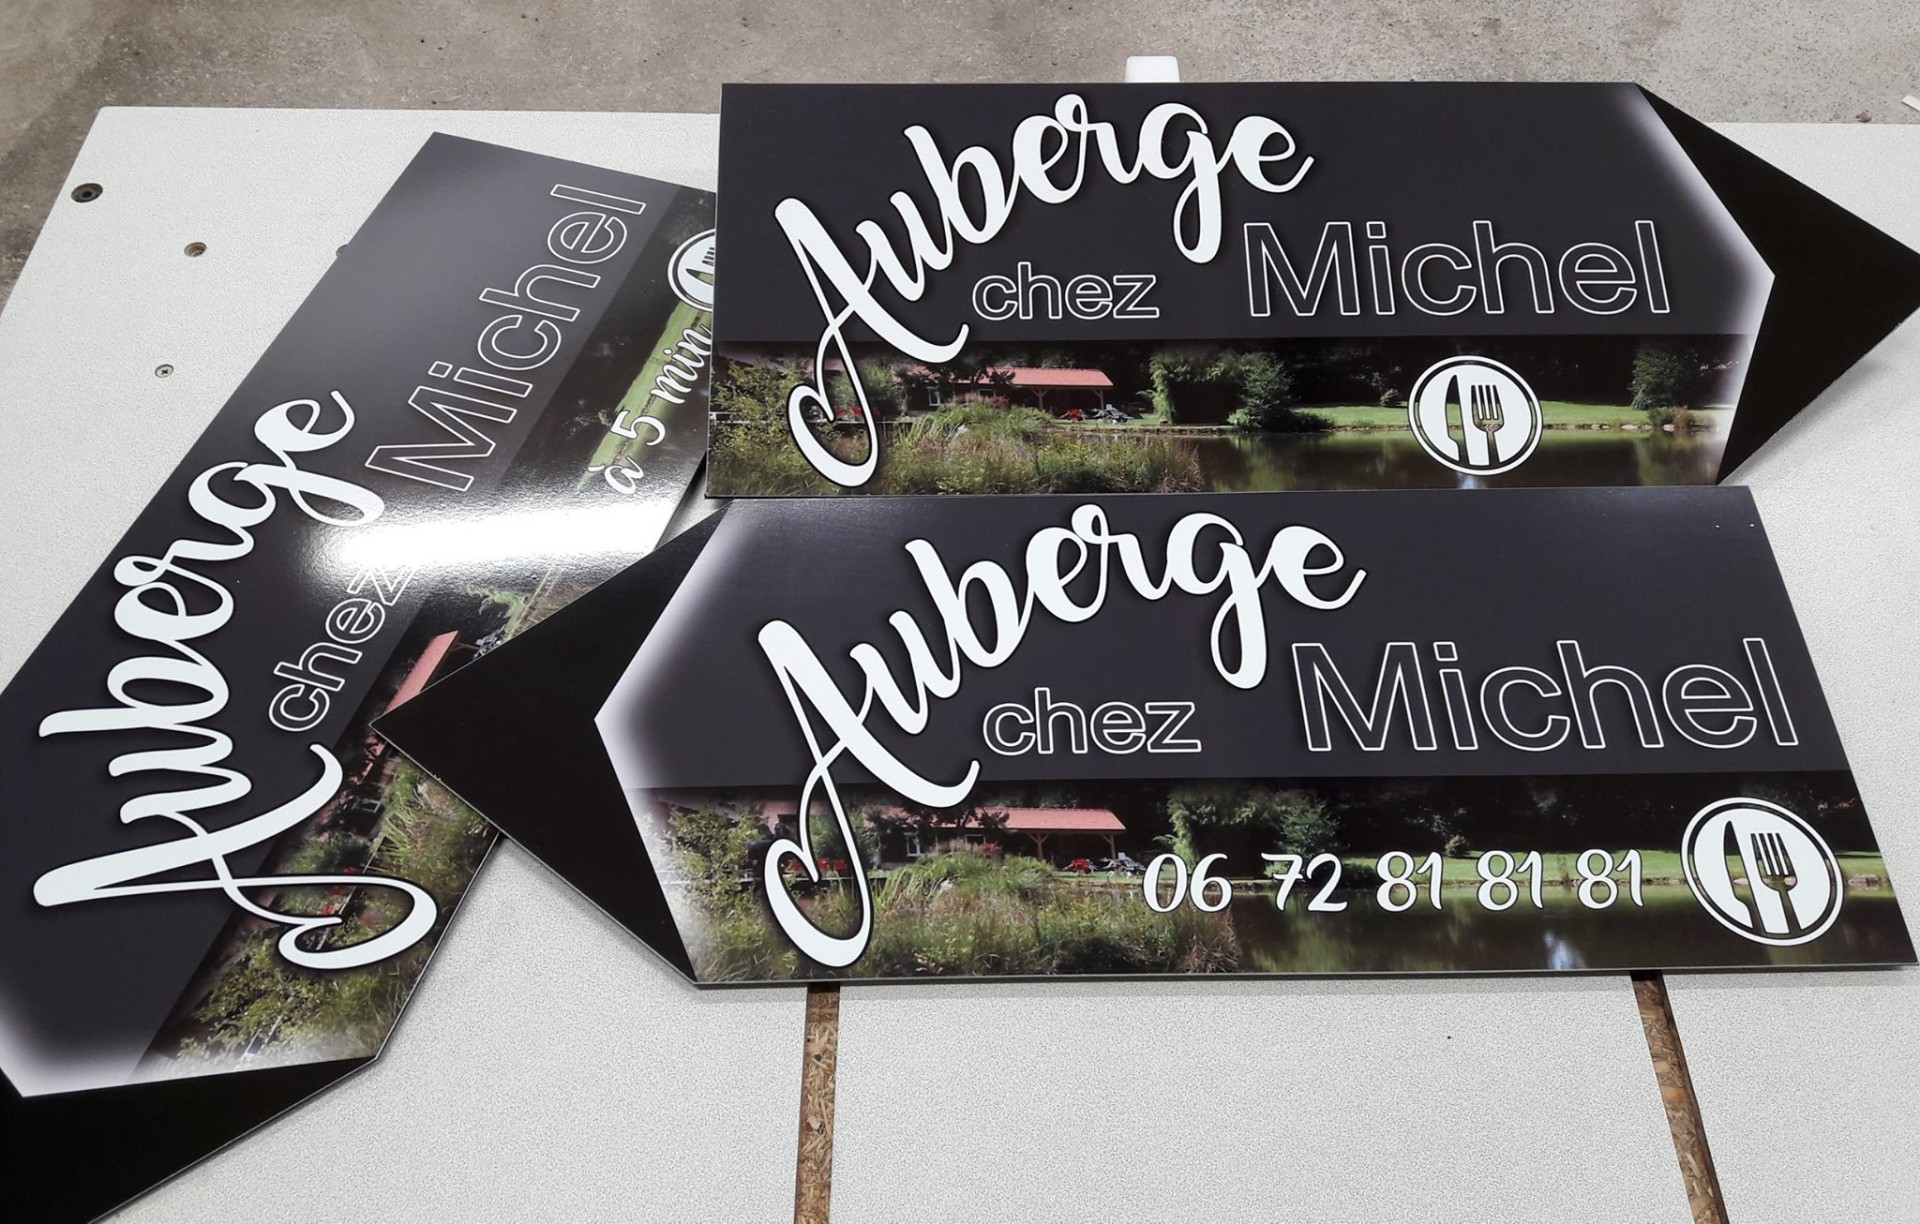 Auberge
chez Michel
Auberge
chez Michel
à 5 min
Auberge
chez Michel
06 72 81 81 81